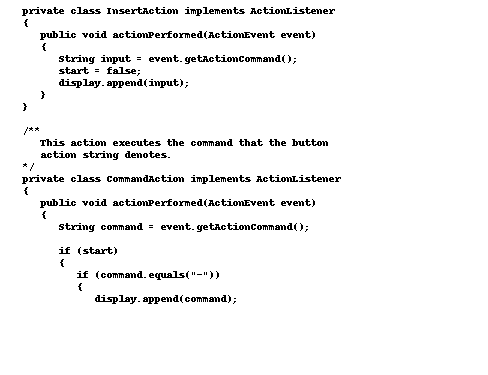 private class InsertAction implements ActionListener
{
   public void actionPerformed(ActionEvent event)
   {
      String input = event.getActionCommand();
      start = false;
      display.append(input);
   }
}

/**
   This action executes the command that the button
   action string denotes.
*/
private class CommandAction implements ActionListener
{
   public void actionPerformed(ActionEvent event)
   {
      String command = event.getActionCommand();

      if (start)
      {
         if (command.equals("-"))
         {
            display.append(command);